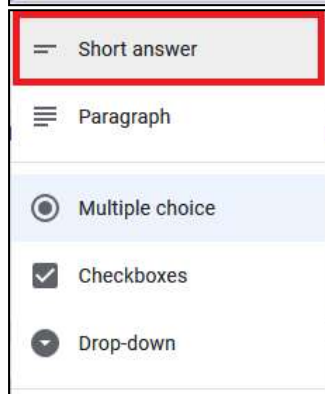 Short answer
Paragraph
Multiple choice
Checkboxes
Drop-down